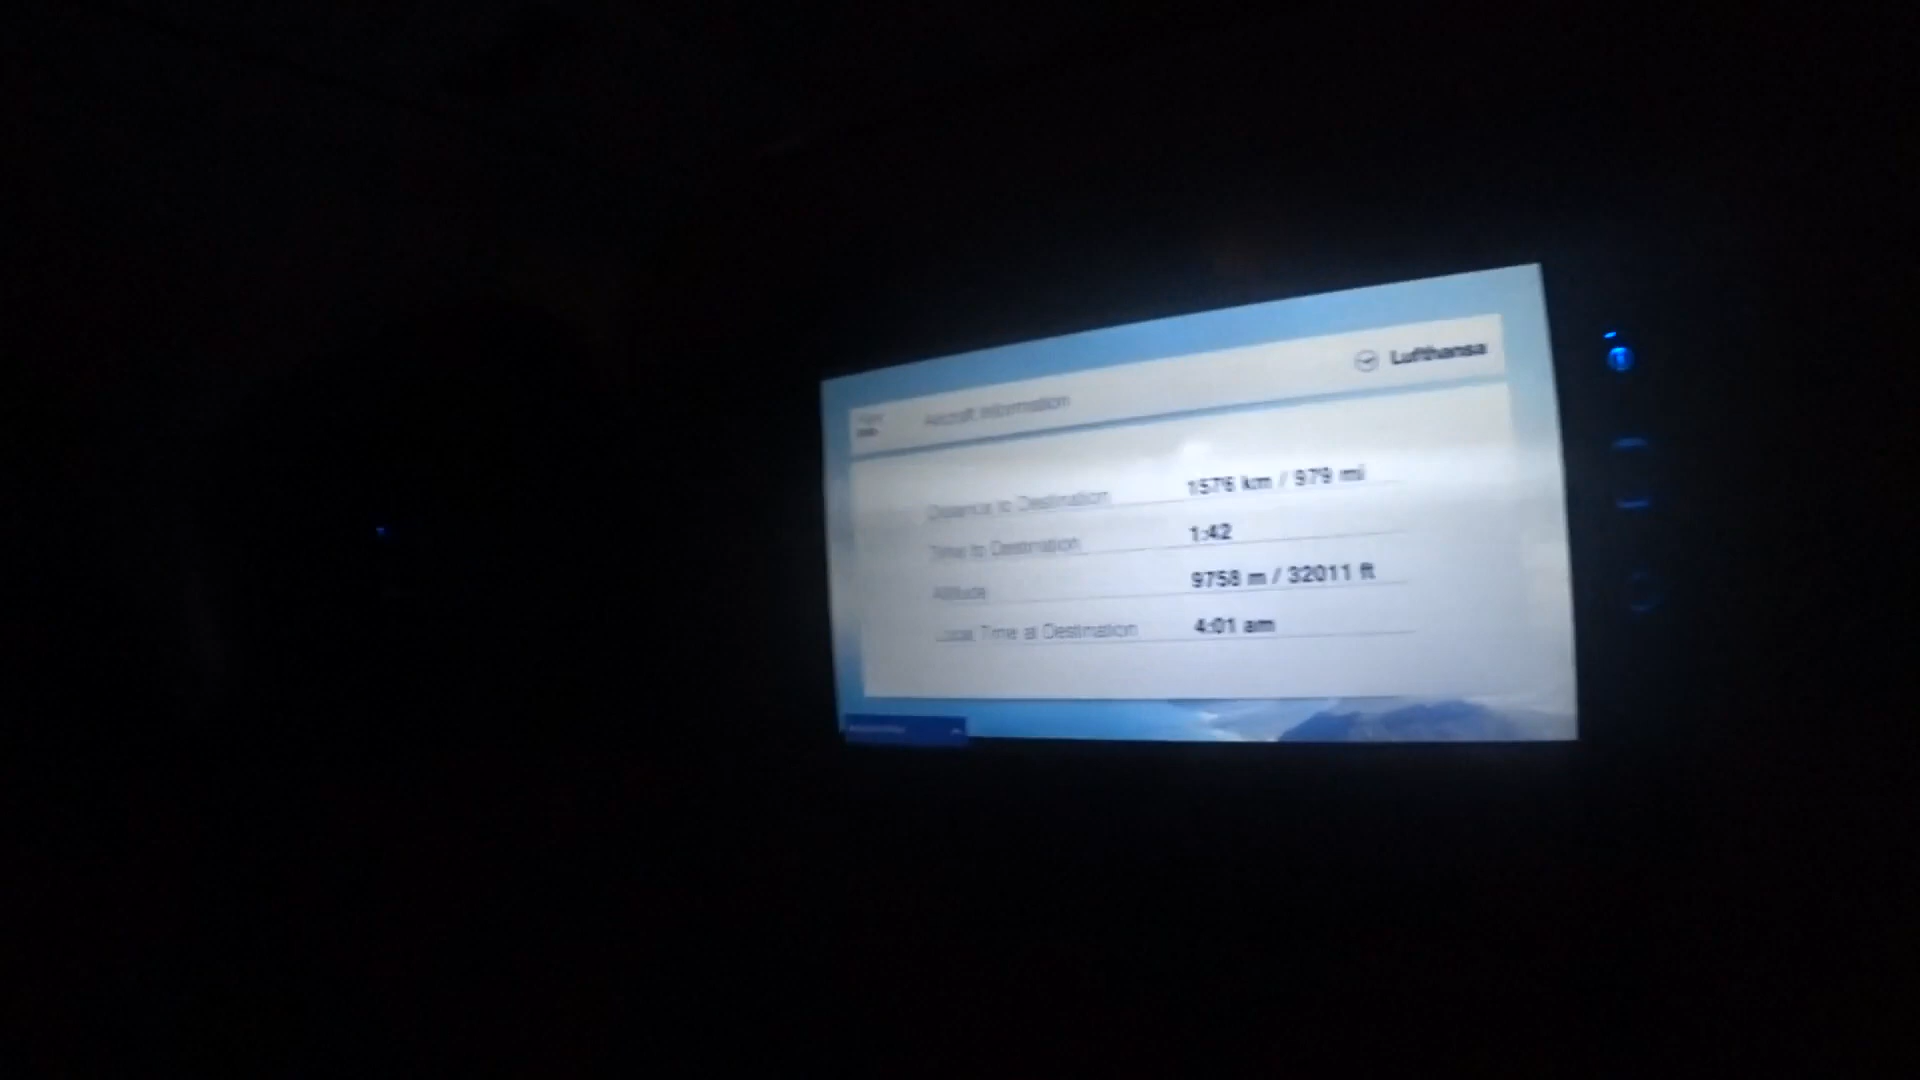 Lufthansa
Aircraft Information
Distance to Destination 1576 km / 979 mi
Time to Destination 1:42
Altitude 9758 m / 32011 ft
Local Time at Destination 4:01 am